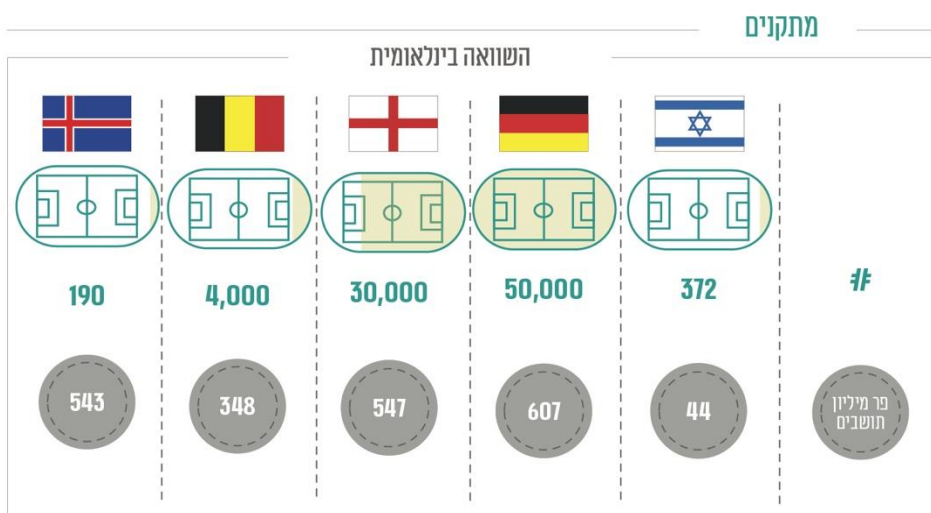 מתקנים
השוואה בינלאומית
#
372
50,000
30,000
4,000
190
פר מיליון
תושבים
44
607
547
348
543